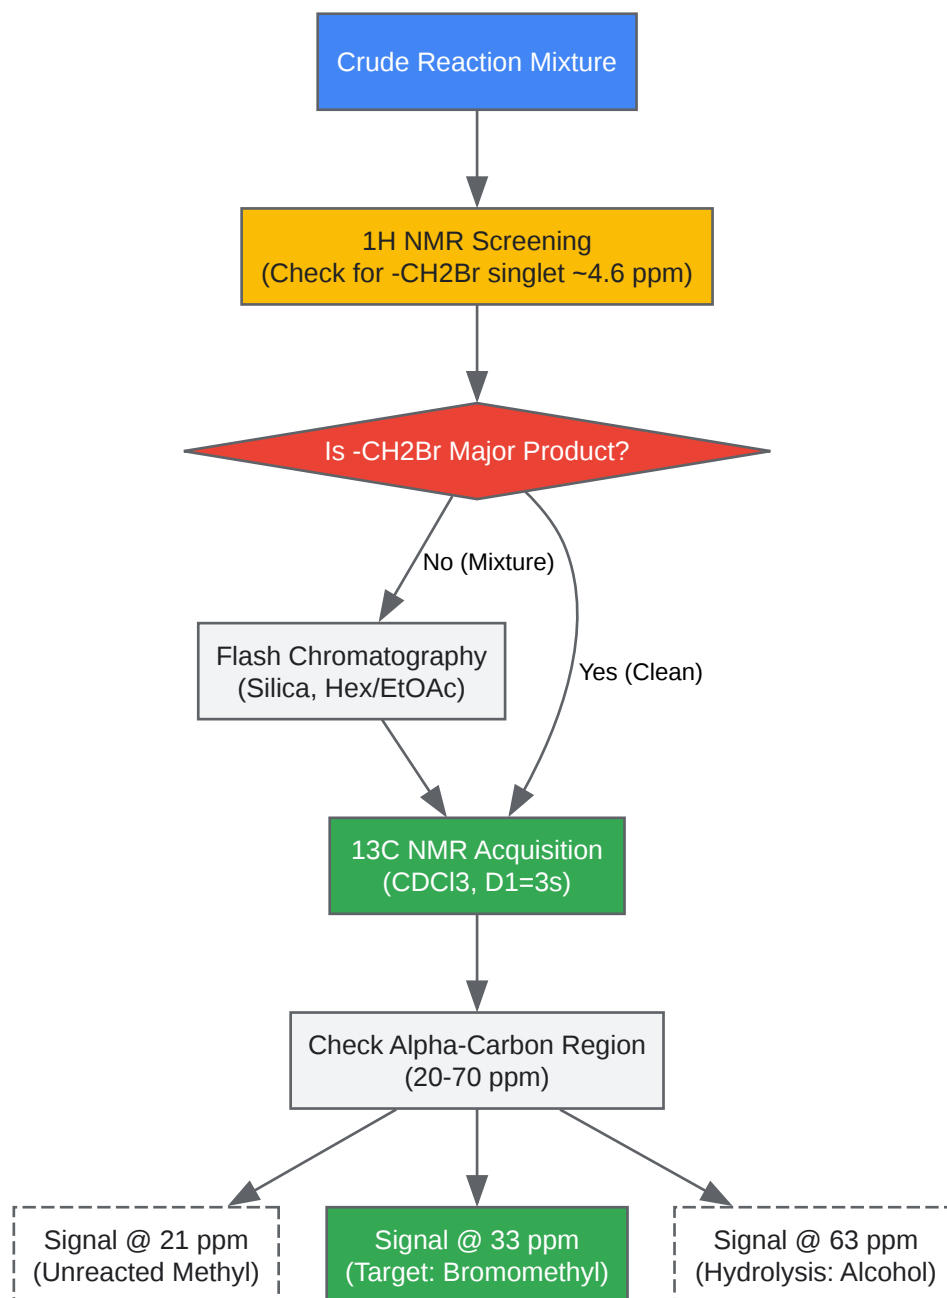 Crude Reaction Mixture
1H NMR Screening
(Check for -CH2Br singlet ~4.6 ppm)
Is -CH2Br Major Product?
No (Mixture)
Flash Chromatography
(Silica, Hex/EtOAc)
Yes (Clean)
13C NMR Acquisition
(CDCl3, D1=3s)
Check Alpha-Carbon Region
(20-70 ppm)
Signal @ 21 ppm
(Unreacted Methyl)
Signal @ 33 ppm
(Target: Bromomethyl)
Signal @ 63 ppm
(Hydrolysis: Alcohol)